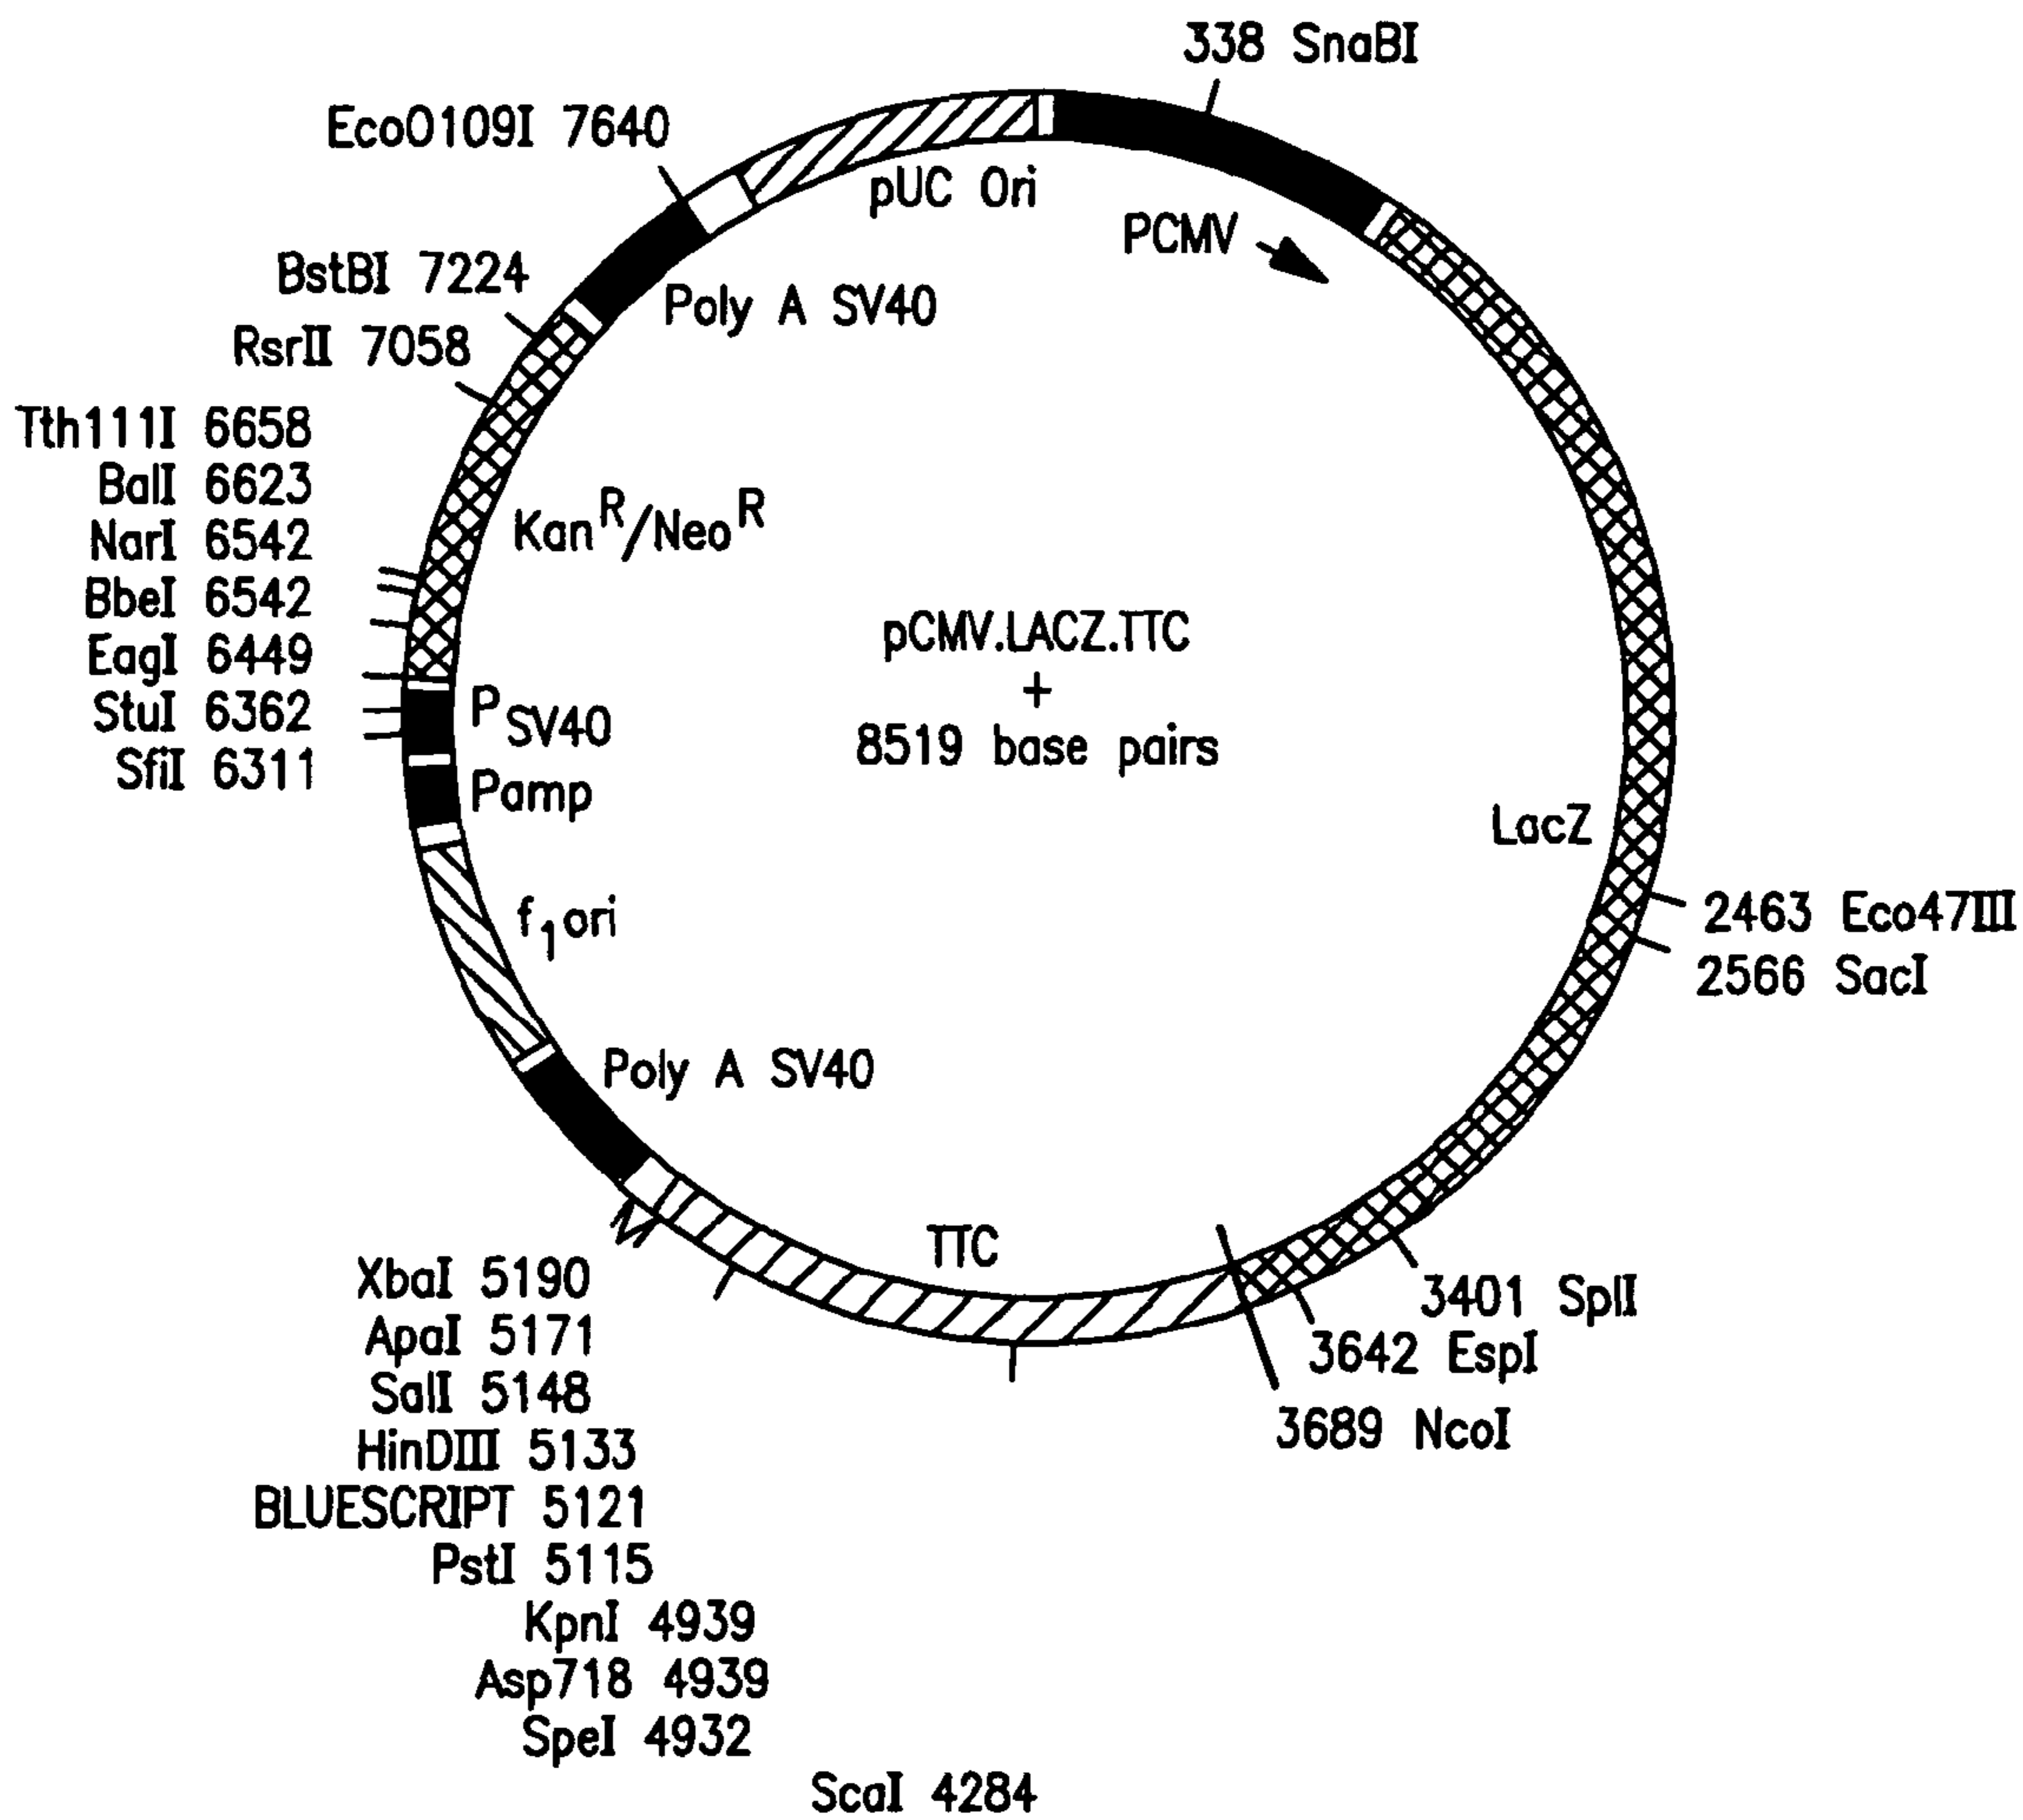 338 SnaBI
EcoO109I 7640
pUC Ori
PCMV
BstBI 7224
Poly A SV40
RsrII 7058
Tth111I 6658
BalI 6623
NarI 6542
BbeI 6542
EagI 6449
StuI 6362
SfiI 6311
Kan^R/Neo^R
pCMV.LACZ.TTC
+
8519 base pairs
P SV40
Pamp
LacZ
f1ori
2463 Eco47III
2566 SacI
Poly A SV40
TTC
3401 SplI
3642 EspI
3689 NcoI
XbaI 5190
ApaI 5171
SalI 5148
HinDIII 5133
BLUESCRIPT 5121
PstI 5115
KpnI 4939
Asp718 4939
SpeI 4932
ScaI 4284